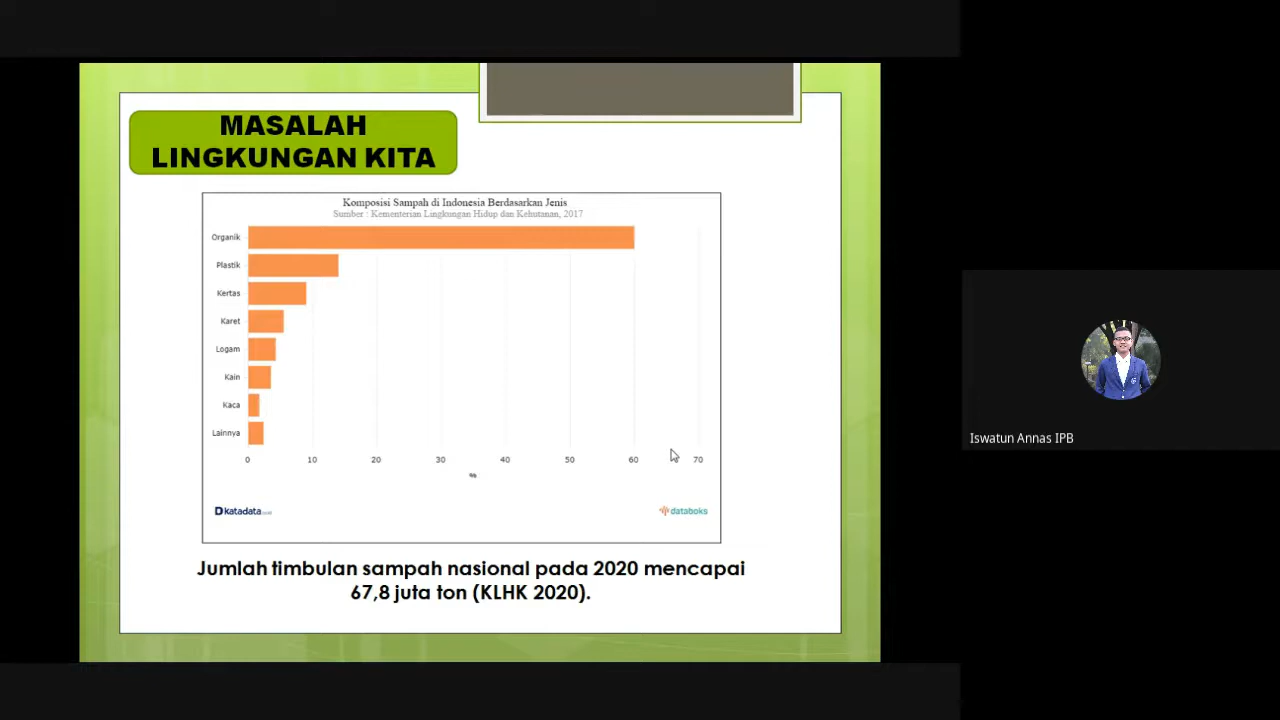 MASALAH
LINGKUNGAN KITA
Komposisi Sampah di Indonesia Berdasarkan Jenis
Sumber : Kementerian Lingkungan Hidup dan Kehutanan, 2017
Organik
Plastik
Kertas
Karet
Logam
Kain
Kaca
Lainnya
0 10 20 30 40 50 60 70
%
Dkatadata
databoks
Jumlah timbulan sampah nasional pada 2020 mencapai
67,8 juta ton (KLHK 2020).
Iswatun Annas IPB